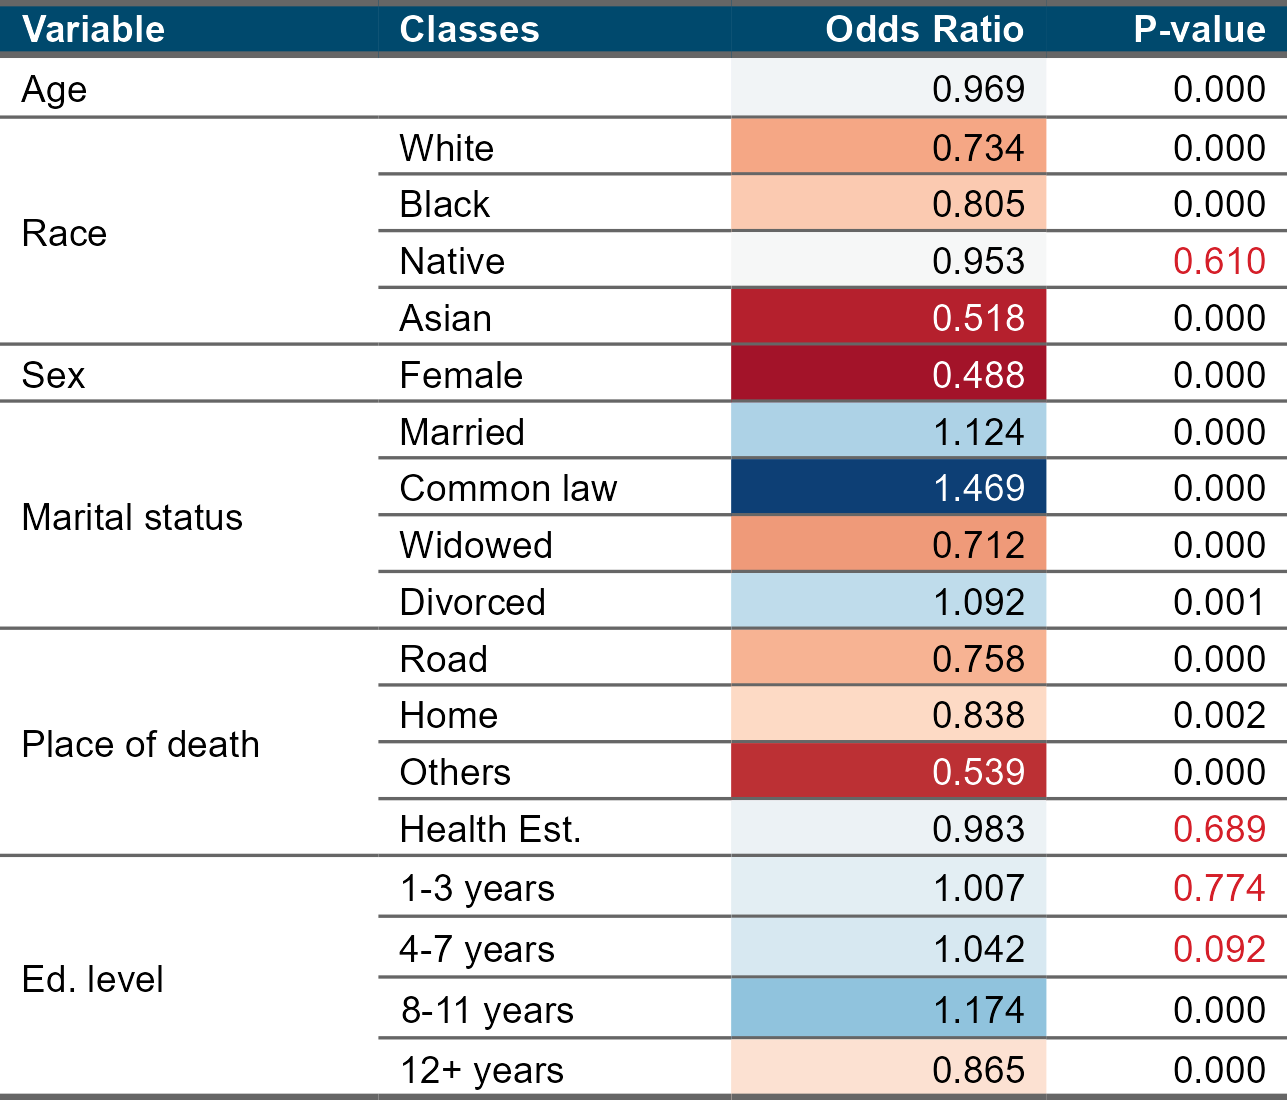 Variable Classes Odds Ratio P-value
Age 0.969 0.000
Race
White 0.734 0.000
Black 0.805 0.000
Native 0.953 0.610
Asian 0.518 0.000
Sex Female 0.488 0.000
Marital status
Married 1.124 0.000
Common law 1.469 0.000
Widowed 0.712 0.000
Divorced 1.092 0.001
Place of death
Road 0.758 0.000
Home 0.838 0.002
Others 0.539 0.000
Health Est. 0.983 0.689
Ed. level
1-3 years 1.007 0.774
4-7 years 1.042 0.092
8-11 years 1.174 0.000
12+ years 0.865 0.000